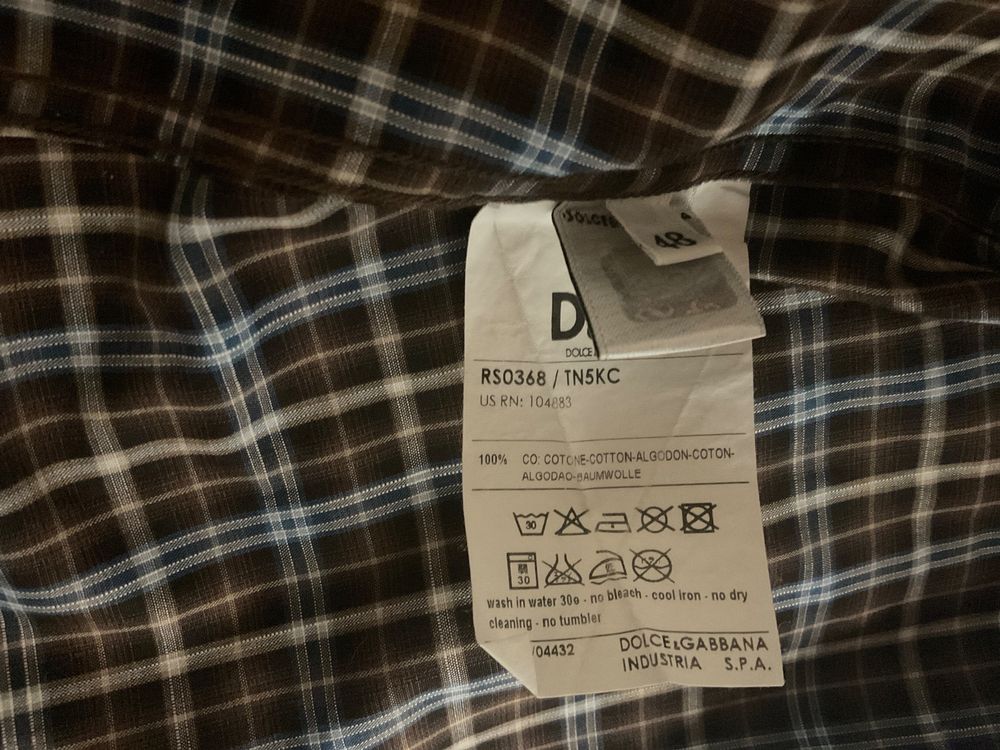 48
D&
DOLCE
RS0368 / TN5KC
US RN: 104883
100% CO: COTONE-COTTON-ALGODON-COTON-
ALGODAO-BAUMWOLLE
30
30
wash in water 30º - no bleach - cool iron - no dry
cleaning - no tumbler
/04432 DOLCE&GABBANA
INDUSTRIA S.P.A.